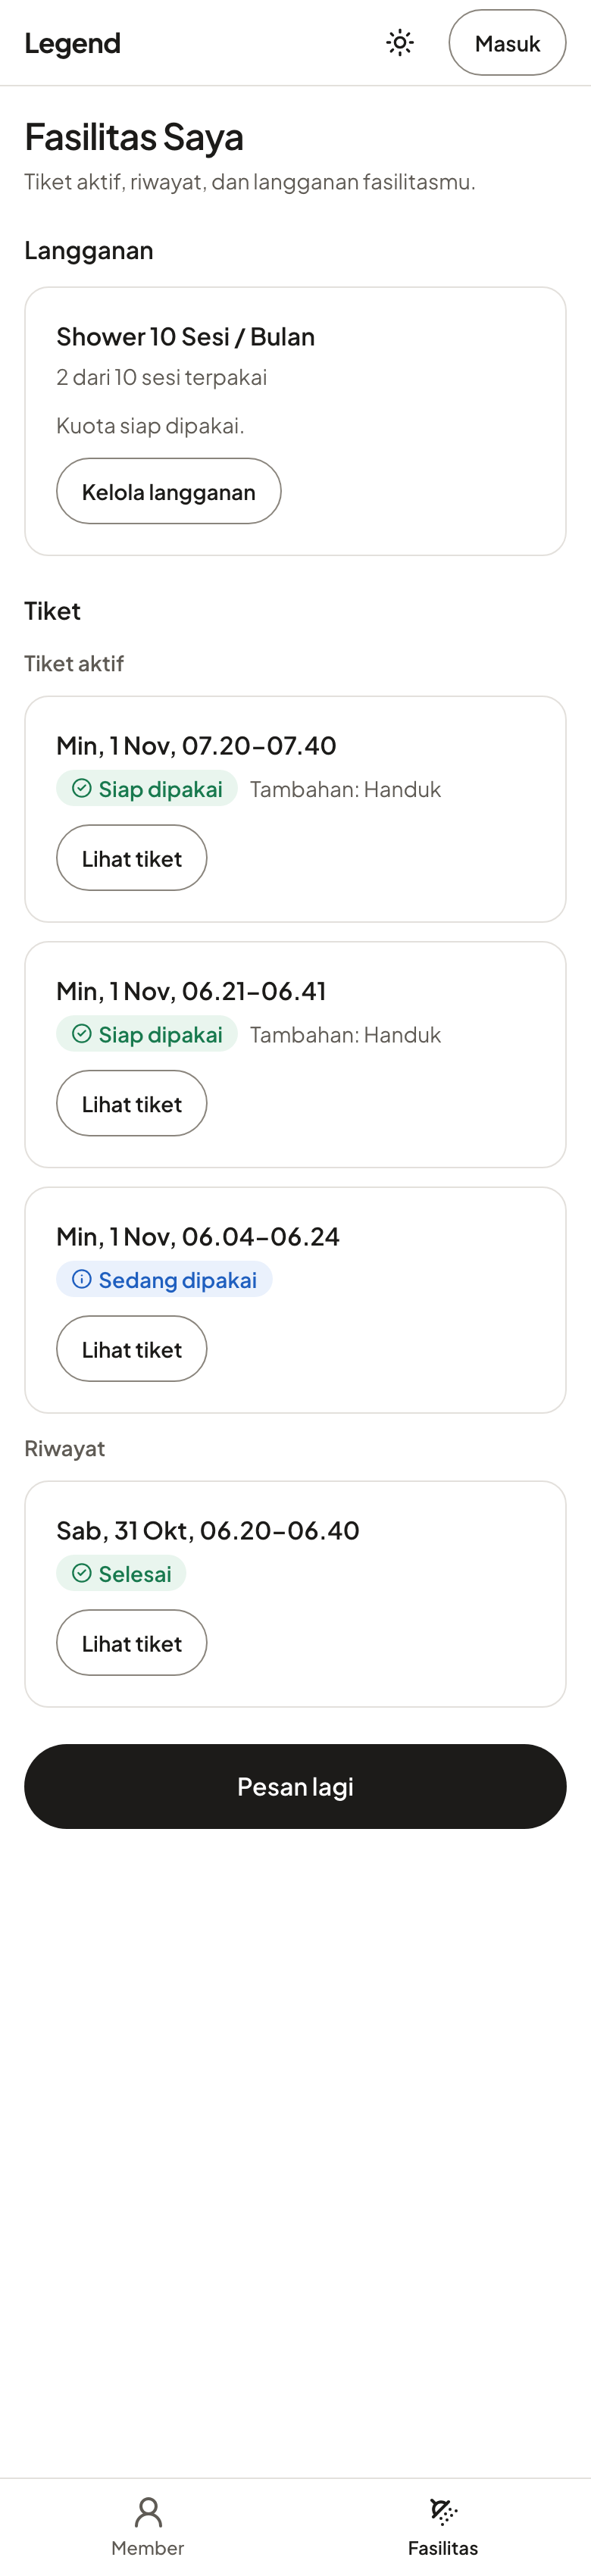 Legend
Masuk
Fasilitas Saya
Tiket aktif, riwayat, dan langganan fasilitasmu.
Langganan
Shower 10 Sesi / Bulan
2 dari 10 sesi terpakai
Kuota siap dipakai.
Kelola langganan
Tiket
Tiket aktif
Min, 1 Nov, 07.20–07.40
Siap dipakai Tambahan: Handuk
Lihat tiket
Min, 1 Nov, 06.21–06.41
Siap dipakai Tambahan: Handuk
Lihat tiket
Min, 1 Nov, 06.04–06.24
Sedang dipakai
Lihat tiket
Riwayat
Sab, 31 Okt, 06.20–06.40
Selesai
Lihat tiket
Pesan lagi
Member
Fasilitas